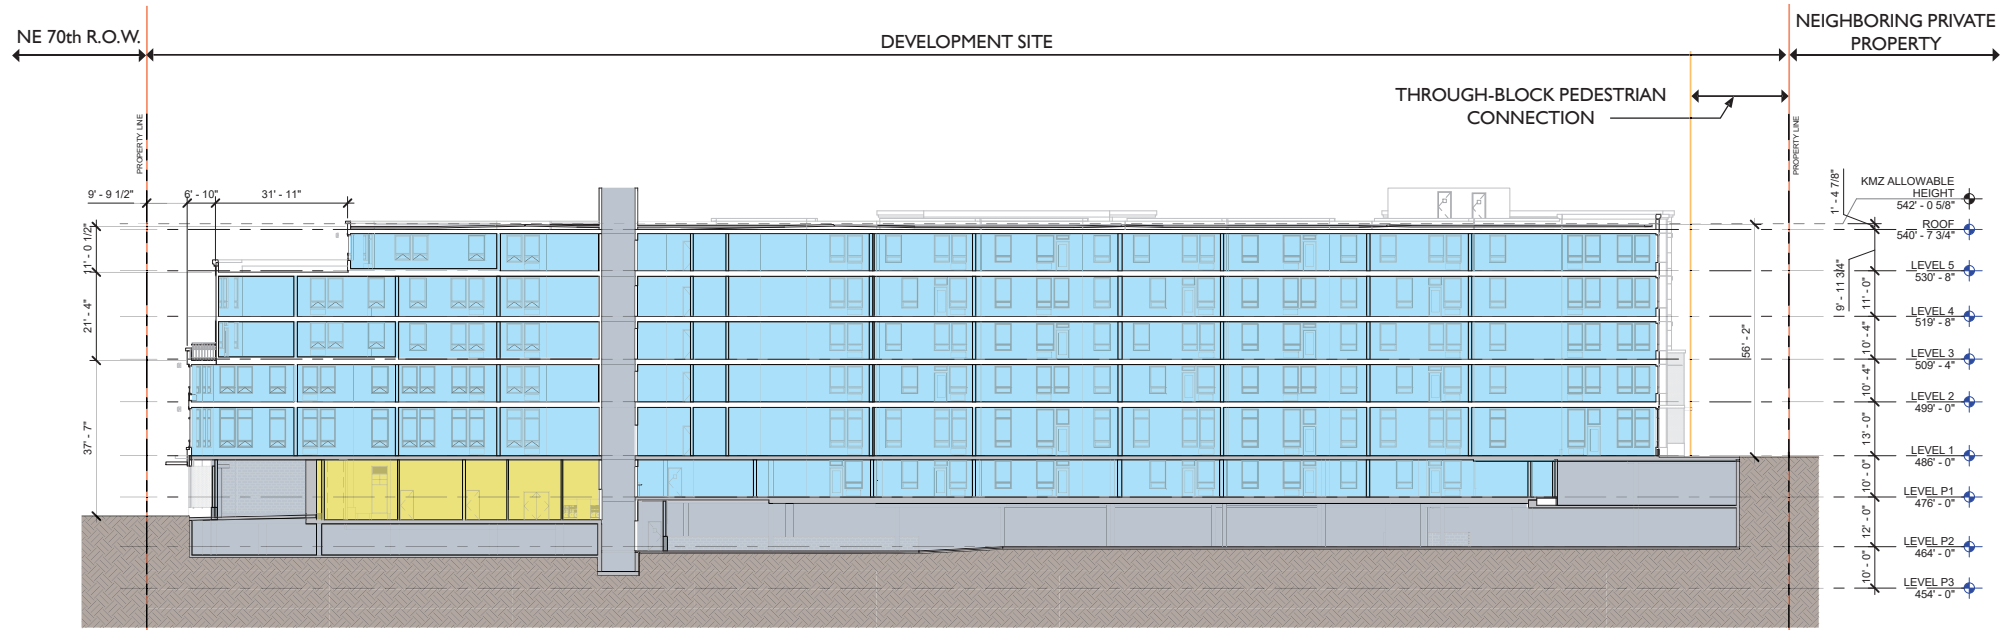 NE 70th R.O.W.
DEVELOPMENT SITE
NEIGHBORING PRIVATE
PROPERTY
THROUGH-BLOCK PEDESTRIAN
CONNECTION
PROPERTY LINE
PROPERTY LINE
9' - 9 1/2"
6' - 10"
31' - 11"
11' - 0 1/2"
21' - 4"
37' - 7"
56' - 2"
1' - 4 7/8"
9' - 11 3/4"
11' - 0"
10' - 4"
10' - 4"
13' - 0"
10' - 0"
12' - 0"
10' - 0"
KMZ ALLOWABLE
HEIGHT
542' - 0 5/8"
ROOF
540' - 7 3/4"
LEVEL 5
530' - 8"
LEVEL 4
519' - 8"
LEVEL 3
509' - 4"
LEVEL 2
499' - 0"
LEVEL 1
486' - 0"
LEVEL P1
476' - 0"
LEVEL P2
464' - 0"
LEVEL P3
454' - 0"